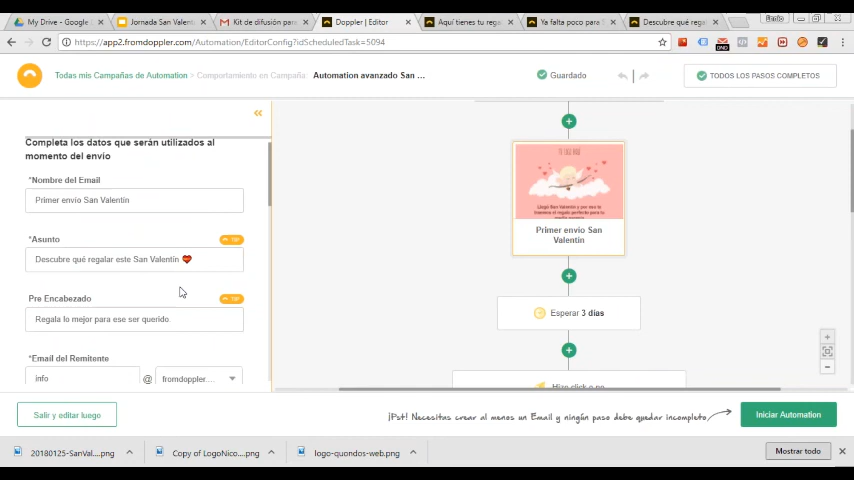 My Drive - Google
Jornada San Valent
Kit de difusión para
Doppler | Editor
Aquí tienes tu rega
Ya falta poco para S
Descubre qué regal
https://app2.fromdoppler.com/Automation/EditorConfig?idScheduledTask=5094
DND
Todas mis Campañas de Automation > Comportamiento en Campaña
Automation avanzado San ...
Guardado
TODOS LOS PASOS COMPLETOS
«
Completa los datos que serán utilizados al
momento del envío
*Nombre del Email
Primer envío San Valentín
*Asunto
TIP
Descubre qué regalar este San Valentín
Pre Encabezado
TIP
Regala lo mejor para ese ser querido
*Email del Remitente
info
@
fromdoppler....
Primer envío San
Valentín
Esperar 3 días
Hizo click o no
Salir y editar luego
¡Pst! Necesitas crear al menos un Email y ningún paso debe quedar incompleto
Iniciar Automation
20180125-SanVal....png
Copy of LogoNico....png
logo-quondos-web.png
Mostrar todo